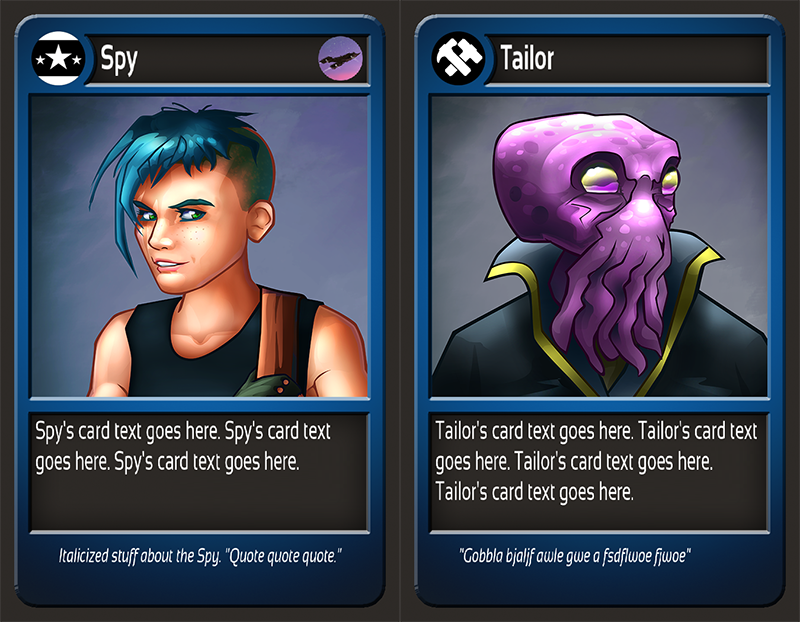 Spy
Spy's card text goes here. Spy's card text
goes here. Spy's card text goes here.
Italicized stuff about the Spy. "Quote quote quote."
Tailor
Tailor's card text goes here. Tailor's card text
goes here. Tailor's card text goes here.
Tailor's card text goes here.
"Gobbla bjaljf awle gwe a fsdflwoe fjwoe"